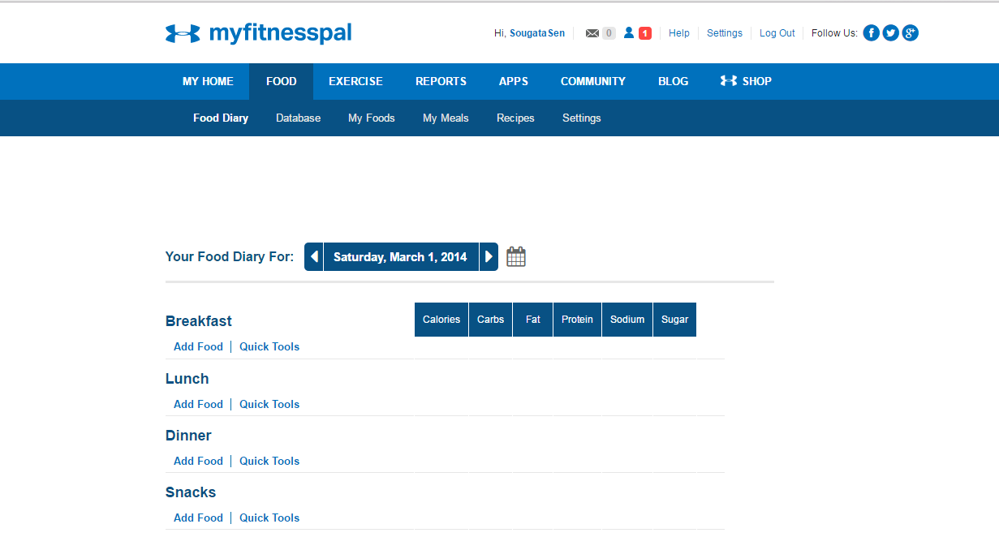 myfitnesspal
Hi, SougataSen 0 1 Help Settings Log Out Follow Us: f g+
MY HOME FOOD EXERCISE REPORTS APPS COMMUNITY BLOG SHOP
Food Diary Database My Foods My Meals Recipes Settings
Your Food Diary For: Saturday, March 1, 2014
Breakfast Calories Carbs Fat Protein Sodium Sugar
Add Food | Quick Tools
Lunch
Add Food | Quick Tools
Dinner
Add Food | Quick Tools
Snacks
Add Food | Quick Tools